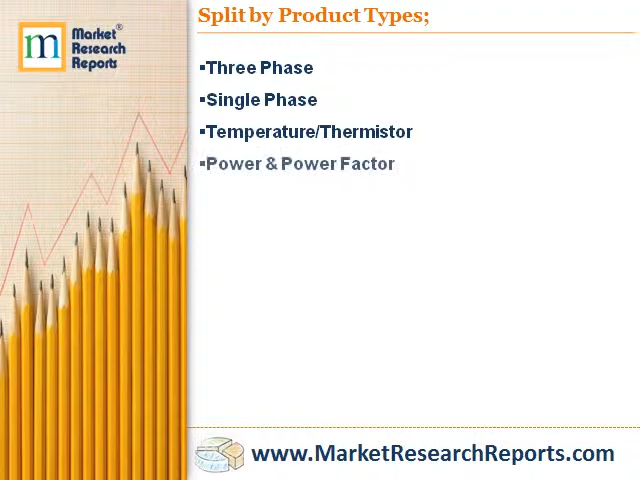 Split by Product Types;
m
Market®
Research
Reports
▪Three Phase
▪Single Phase
▪Temperature/Thermistor
▪Power & Power Factor
www.MarketResearchReports.com